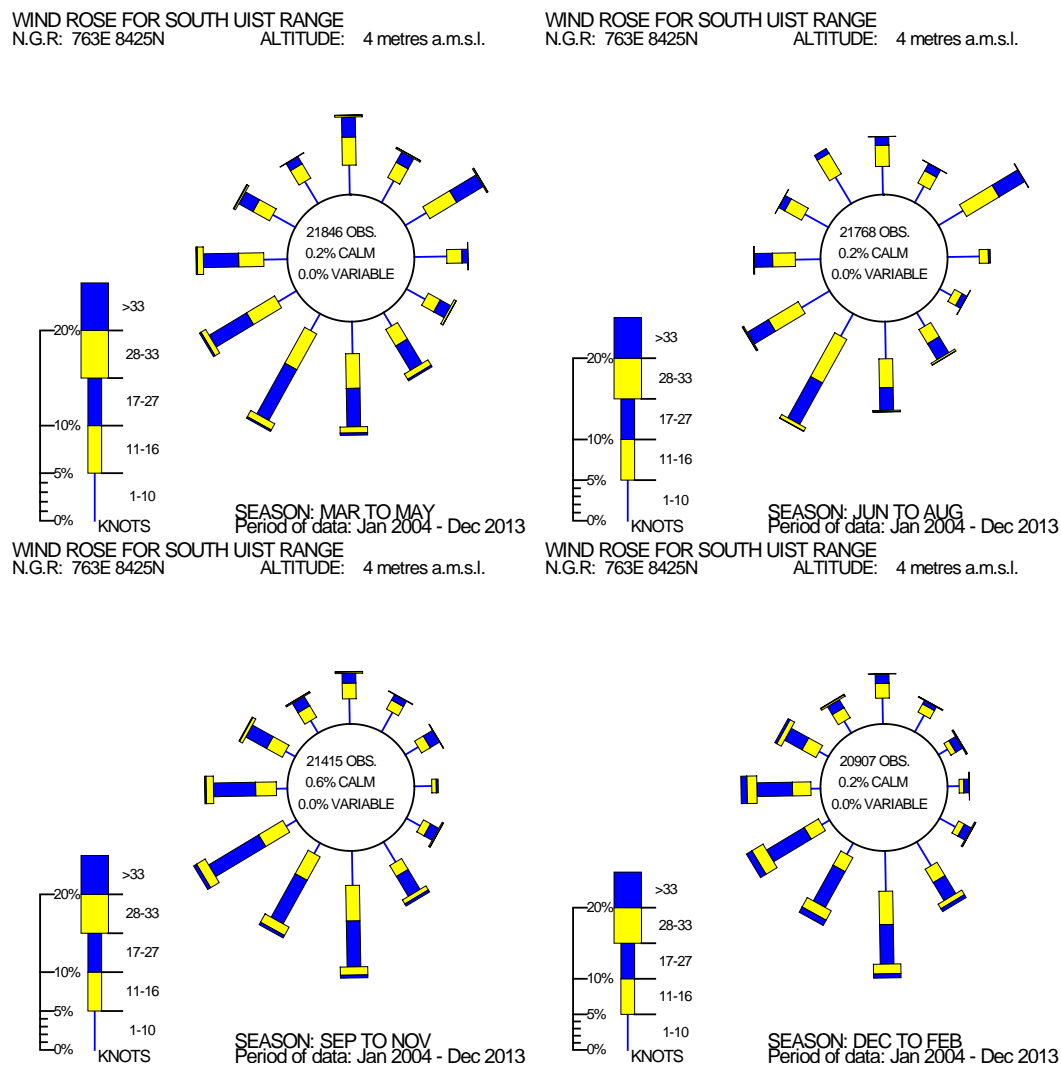 WIND ROSE FOR SOUTH UIST RANGE
N.G.R: 763E 8425N ALTITUDE: 4 metres a.m.s.l.
21846 OBS.
0.2% CALM
0.0% VARIABLE
>33
20%
28-33
17-27
10%
11-16
5%
1-10
0%
KNOTS
SEASON: MAR TO MAY
Period of data: Jan 2004 - Dec 2013
WIND ROSE FOR SOUTH UIST RANGE
N.G.R: 763E 8425N ALTITUDE: 4 metres a.m.s.l.
21768 OBS.
0.2% CALM
0.0% VARIABLE
>33
20%
28-33
17-27
10%
11-16
5%
1-10
0%
KNOTS
SEASON: JUN TO AUG
Period of data: Jan 2004 - Dec 2013
WIND ROSE FOR SOUTH UIST RANGE
N.G.R: 763E 8425N ALTITUDE: 4 metres a.m.s.l.
21415 OBS.
0.6% CALM
0.0% VARIABLE
>33
20%
28-33
17-27
10%
11-16
5%
1-10
0%
KNOTS
SEASON: SEP TO NOV
Period of data: Jan 2004 - Dec 2013
WIND ROSE FOR SOUTH UIST RANGE
N.G.R: 763E 8425N ALTITUDE: 4 metres a.m.s.l.
20907 OBS.
0.2% CALM
0.0% VARIABLE
>33
20%
28-33
17-27
10%
11-16
5%
1-10
0%
KNOTS
SEASON: DEC TO FEB
Period of data: Jan 2004 - Dec 2013